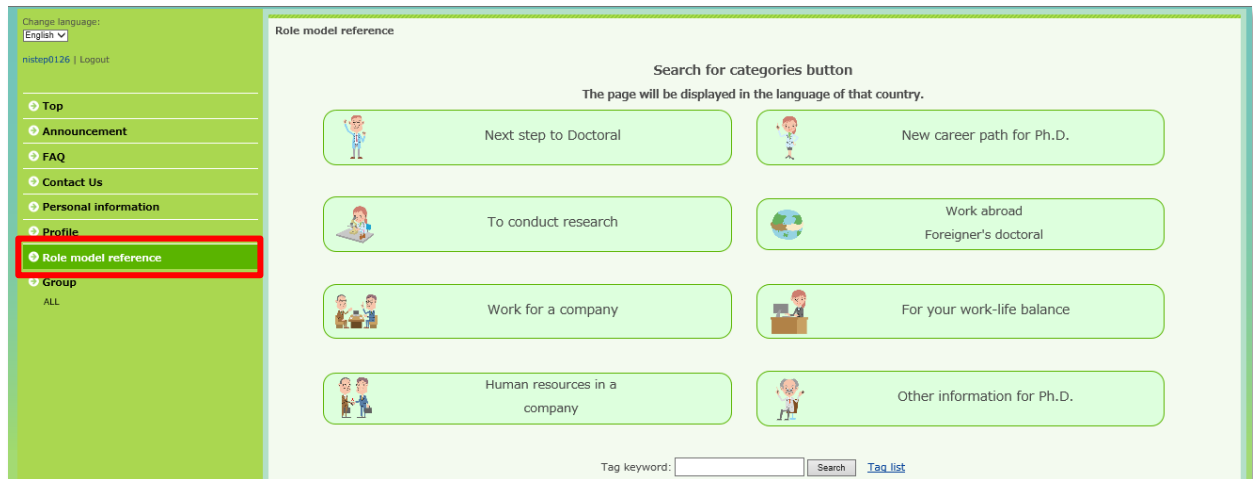 Change language:
English
nistep0126 | Logout
Top
Announcement
FAQ
Contact Us
Personal information
Profile
Role model reference
Group
ALL
Role model reference
Search for categories button
The page will be displayed in the language of that country.
Next step to Doctoral
New career path for Ph.D.
To conduct research
Work abroad
Foreigner's doctoral
Work for a company
For your work-life balance
Human resources in a
company
Other information for Ph.D.
Tag keyword: Search Tag list